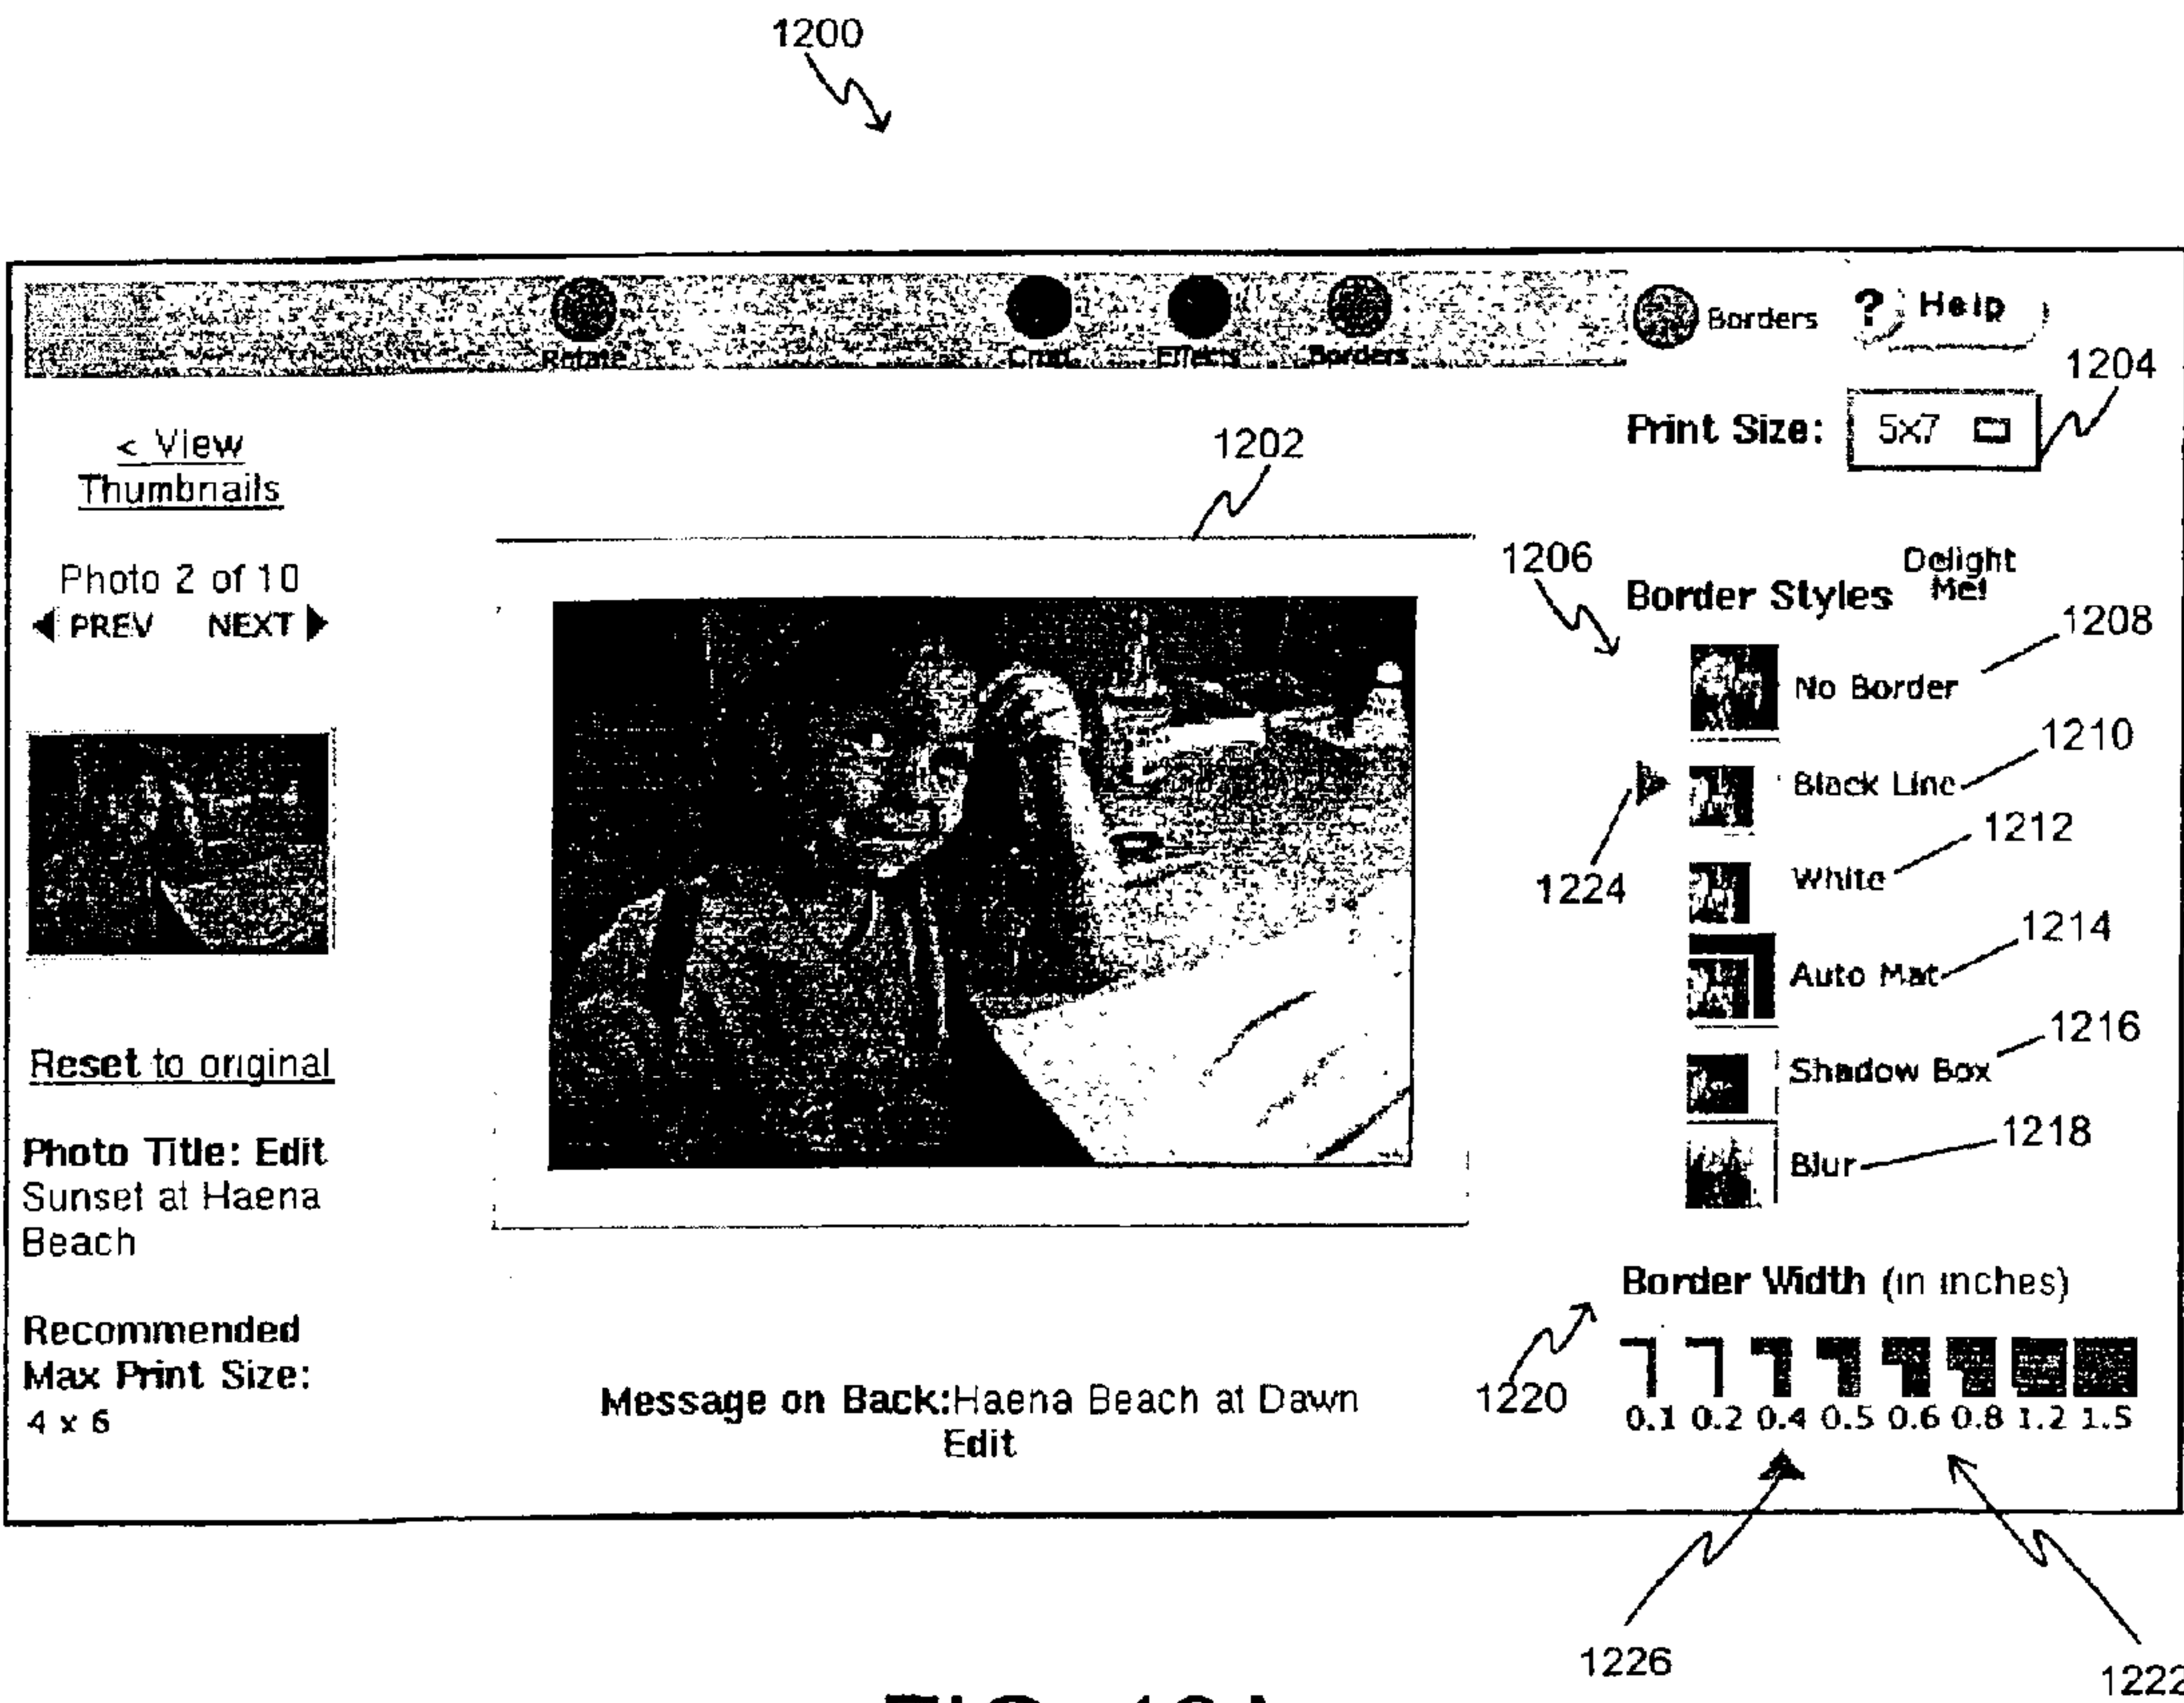 1200
Rotate
Crop
Effects
Borders
Borders
? Help
1204
Print Size: 5x7
< View
Thumbnails
1202
Photo 2 of 10
PREV NEXT
1206
Border Styles
Delight
Me!
1208
No Border
1210
Black Line
1212
1224
White
1214
Auto Mat
1216
Shadow Box
1218
Blur
Reset to original
Photo Title: Edit
Sunset at Haena
Beach
Recommended
Max Print Size:
4 x 6
Border Width (in inches)
1220
0.1 0.2 0.4 0.5 0.6 0.8 1.2 1.5
Message on Back:Haena Beach at Dawn
Edit
1226
1222